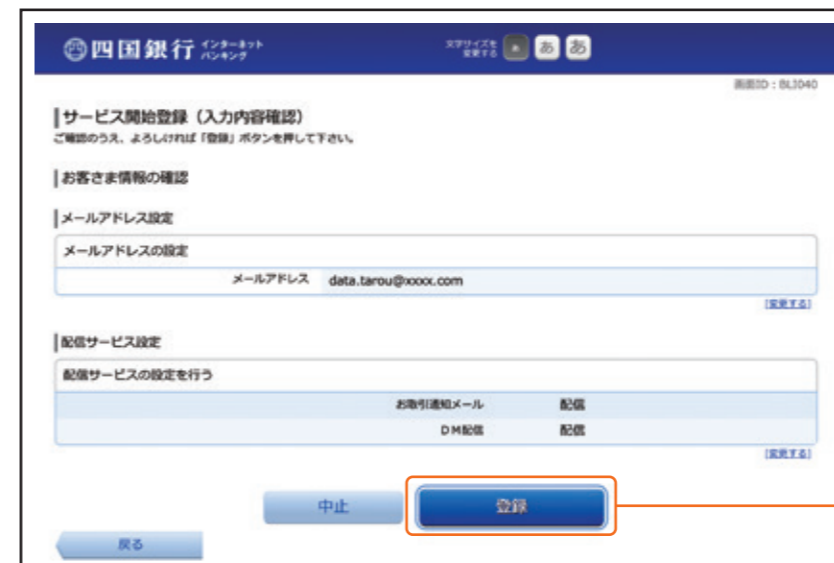 四国銀行 インターネット
バンキング
文字サイズを
変更する あ あ あ
画面ID：BLI040
サービス開始登録（入力内容確認）
ご確認のうえ、よろしければ「登録」ボタンを押して下さい。
お客さま情報の確認
メールアドレス設定
メールアドレスの設定
メールアドレス data.tarou@xxxx.com
[変更する]
配信サービス設定
配信サービスの設定を行う
お取引通知メール 配信
ＤＭ配信 配信
[変更する]
中止 登録
戻る